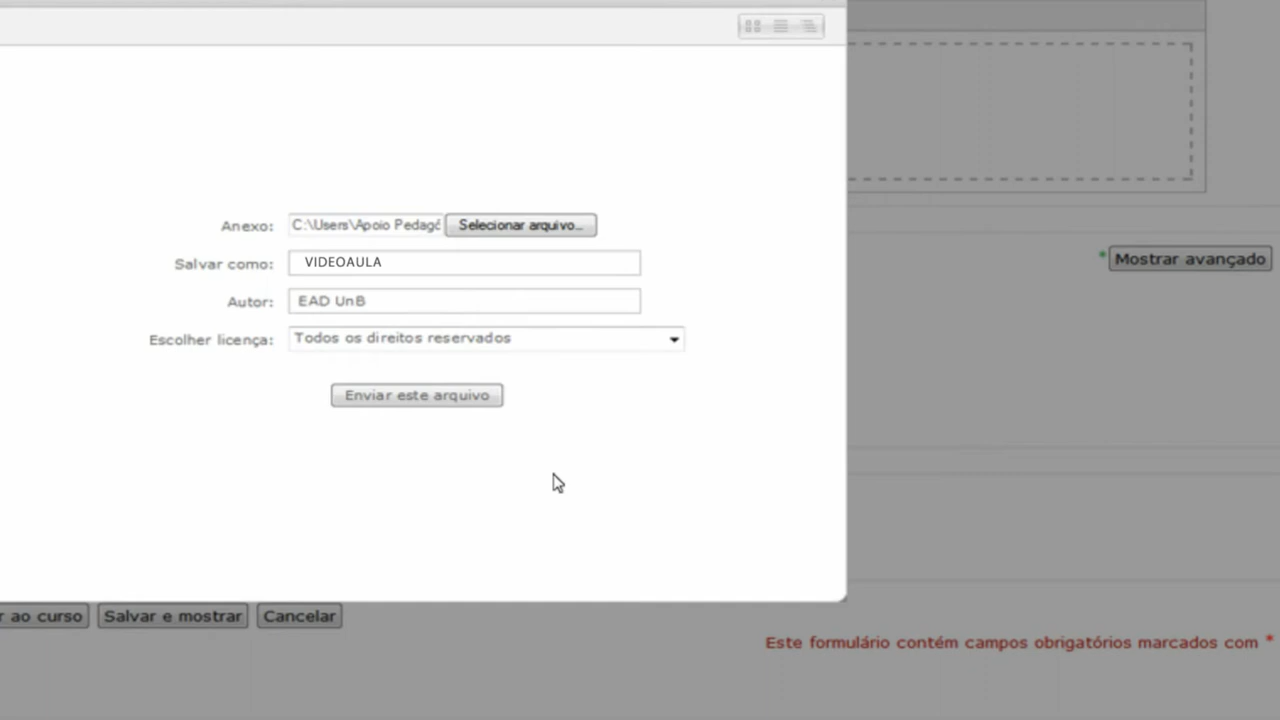 Anexo: C:\Users\Apoio Pedagó Selecionar arquivo...
Salvar como: VIDEOAULA
Mostrar avançado
Autor: EAD UnB
Escolher licença: Todos os direitos reservados
Enviar este arquivo
r ao curso Salvar e mostrar Cancelar
Este formulário contém campos obrigatórios marcados com *